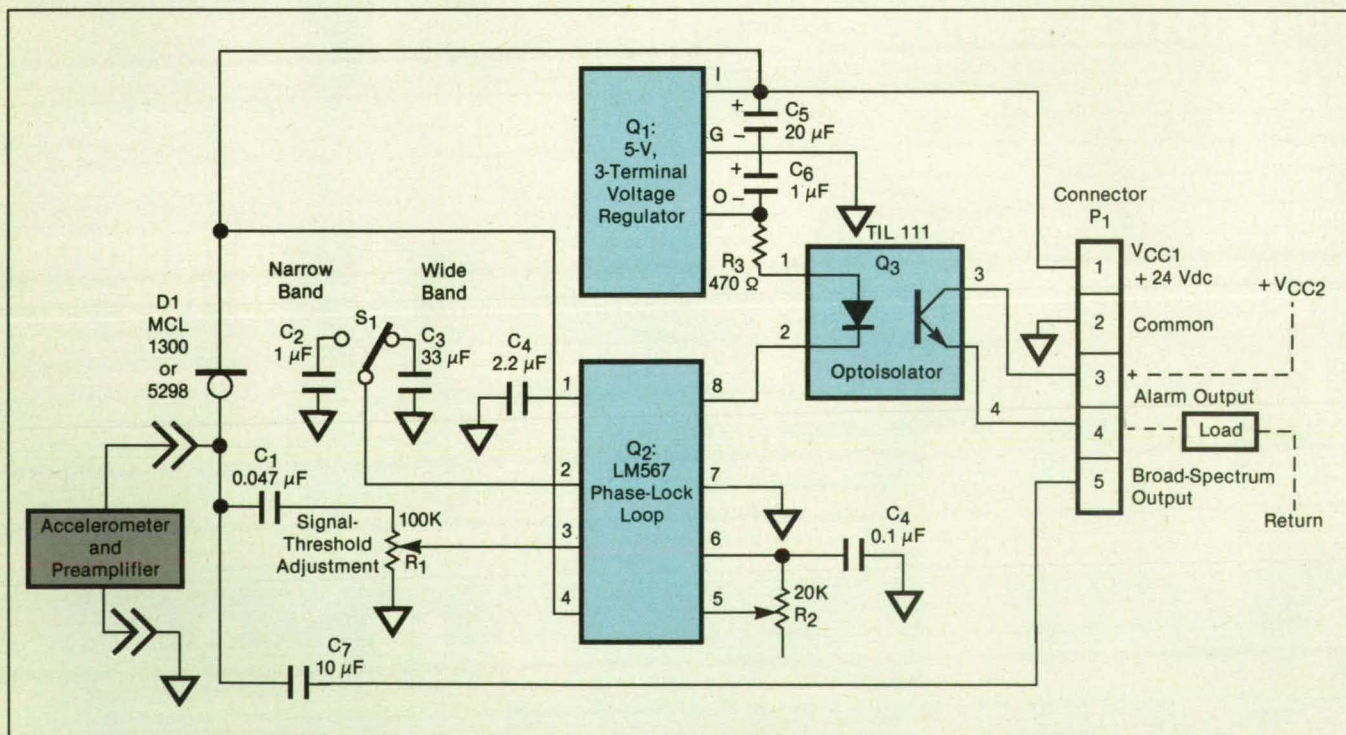 I
G
O
Q1:
5-V,
3-Terminal
Voltage
Regulator
+
–
C5
20 µF
+
–
C6
1 µF
R3
470 Ω
TIL 111
Q3
1
2
3
4
Optoisolator
Connector
P1
1
2
3
4
5
VCC1
+ 24 Vdc
Common
+
Alarm Output
Broad-Spectrum
Output
+ VCC2
Load
Return
D1
MCL
1300
or
5298
Narrow
Band
Wide
Band
S1
C2
1 µF
C3
33 µF
C4
2.2 µF
1
2
3
4
8
7
6
5
Q2:
LM567
Phase-Lock
Loop
C1
0.047 µF
Signal-
Threshold
Adjustment
100K
R1
C4
0.1 µF
20K
R2
Accelerometer
and
Preamplifier
C7
10 µF